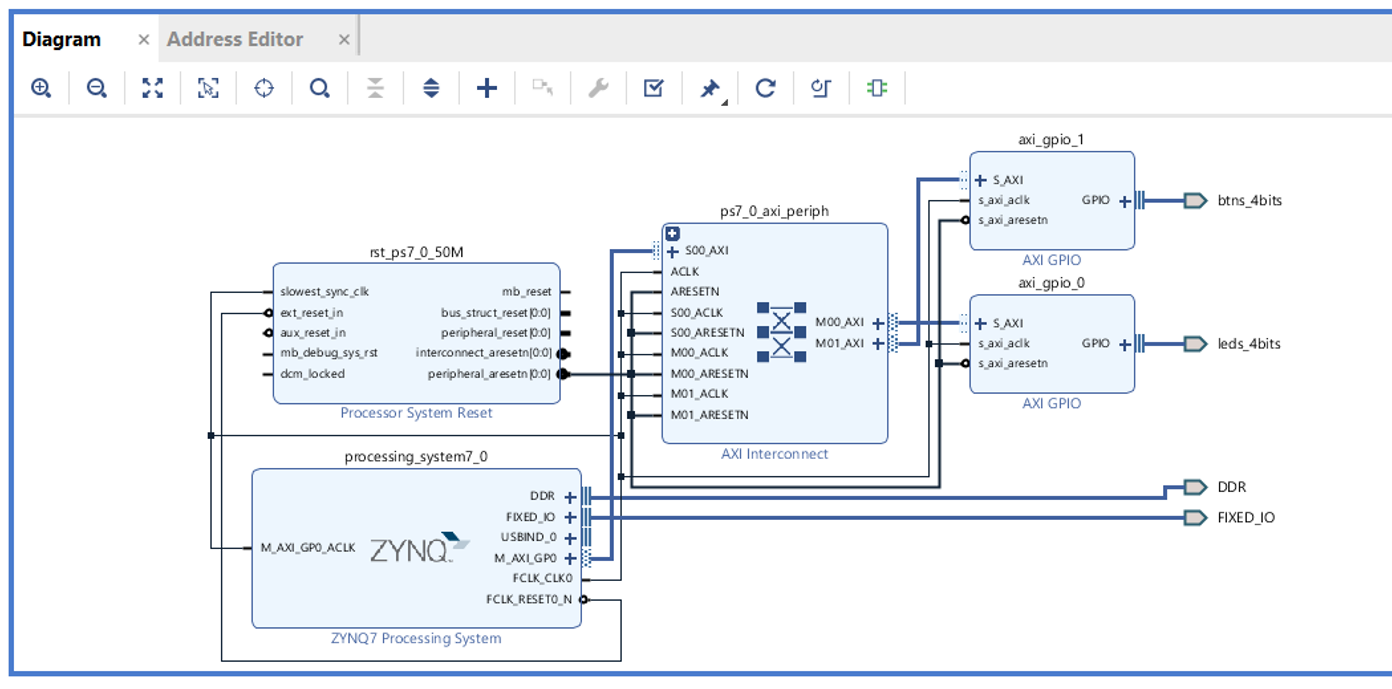 Diagram
Address Editor
axi_gpio_1
S_AXI
s_axi_aclk
s_axi_aresetn
GPIO
AXI GPIO
btns_4bits
ps7_0_axi_periph
S00_AXI
ACLK
ARESETN
S00_ACLK
S00_ARESETN
M00_ACLK
M00_ARESETN
M01_ACLK
M01_ARESETN
M00_AXI
M01_AXI
AXI Interconnect
rst_ps7_0_50M
slowest_sync_clk
ext_reset_in
aux_reset_in
mb_debug_sys_rst
dcm_locked
mb_reset
bus_struct_reset[0:0]
peripheral_reset[0:0]
interconnect_aresetn[0:0]
peripheral_aresetn[0:0]
Processor System Reset
axi_gpio_0
S_AXI
s_axi_aclk
s_axi_aresetn
GPIO
AXI GPIO
leds_4bits
processing_system7_0
M_AXI_GP0_ACLK
ZYNQ
DDR
FIXED_IO
USBIND_0
M_AXI_GP0
FCLK_CLK0
FCLK_RESET0_N
ZYNQ7 Processing System
DDR
FIXED_IO